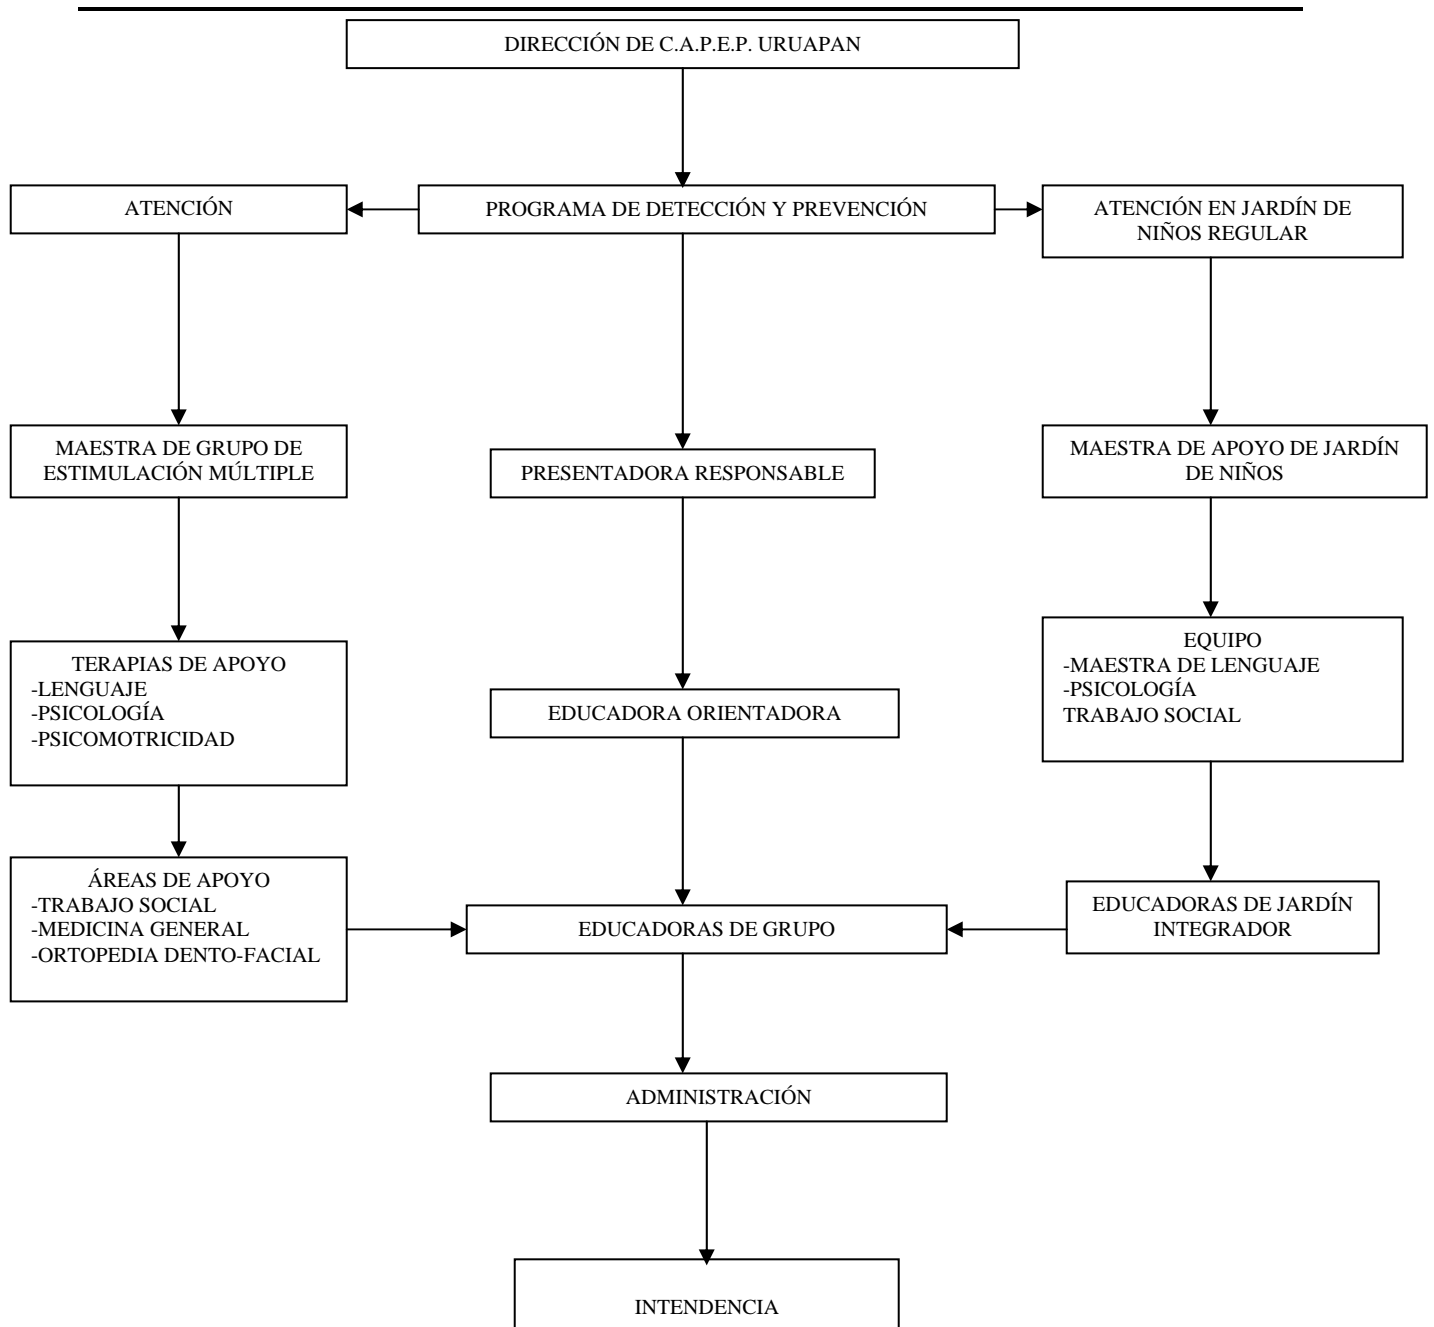 DIRECCIÓN DE C.A.P.E.P. URUAPAN
ATENCIÓN
PROGRAMA DE DETECCIÓN Y PREVENCIÓN
ATENCIÓN EN JARDÍN DE
NIÑOS REGULAR
MAESTRA DE GRUPO DE
ESTIMULACIÓN MÚLTIPLE
PRESENTADORA RESPONSABLE
MAESTRA DE APOYO DE JARDÍN
DE NIÑOS
TERAPIAS DE APOYO
-LENGUAJE
-PSICOLOGÍA
-PSICOMOTRICIDAD
EDUCADORA ORIENTADORA
EQUIPO
-MAESTRA DE LENGUAJE
-PSICOLOGÍA
TRABAJO SOCIAL
ÁREAS DE APOYO
-TRABAJO SOCIAL
-MEDICINA GENERAL
-ORTOPEDIA DENTO-FACIAL
EDUCADORAS DE GRUPO
EDUCADORAS DE JARDÍN
INTEGRADOR
ADMINISTRACIÓN
INTENDENCIA